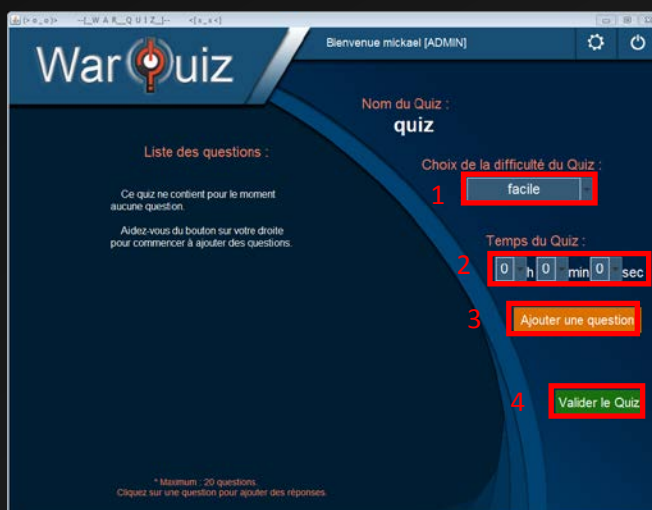 (>o_o)> --[_W A R__Q U I Z_]-- <[s_s<]
War Quiz
Bienvenue mickael [ADMIN]
Nom du Quiz :
quiz
Liste des questions :
Choix de la difficulté du Quiz :
1 facile
Ce quiz ne contient pour le moment
aucune question.
Aidez-vous du bouton sur votre droite
pour commencer à ajouter des questions.
Temps du Quiz :
2 0 h 0 min 0 sec
3 Ajouter une question
4 Valider le Quiz
* Maximum : 20 questions.
Cliquez sur une question pour ajouter des réponses.